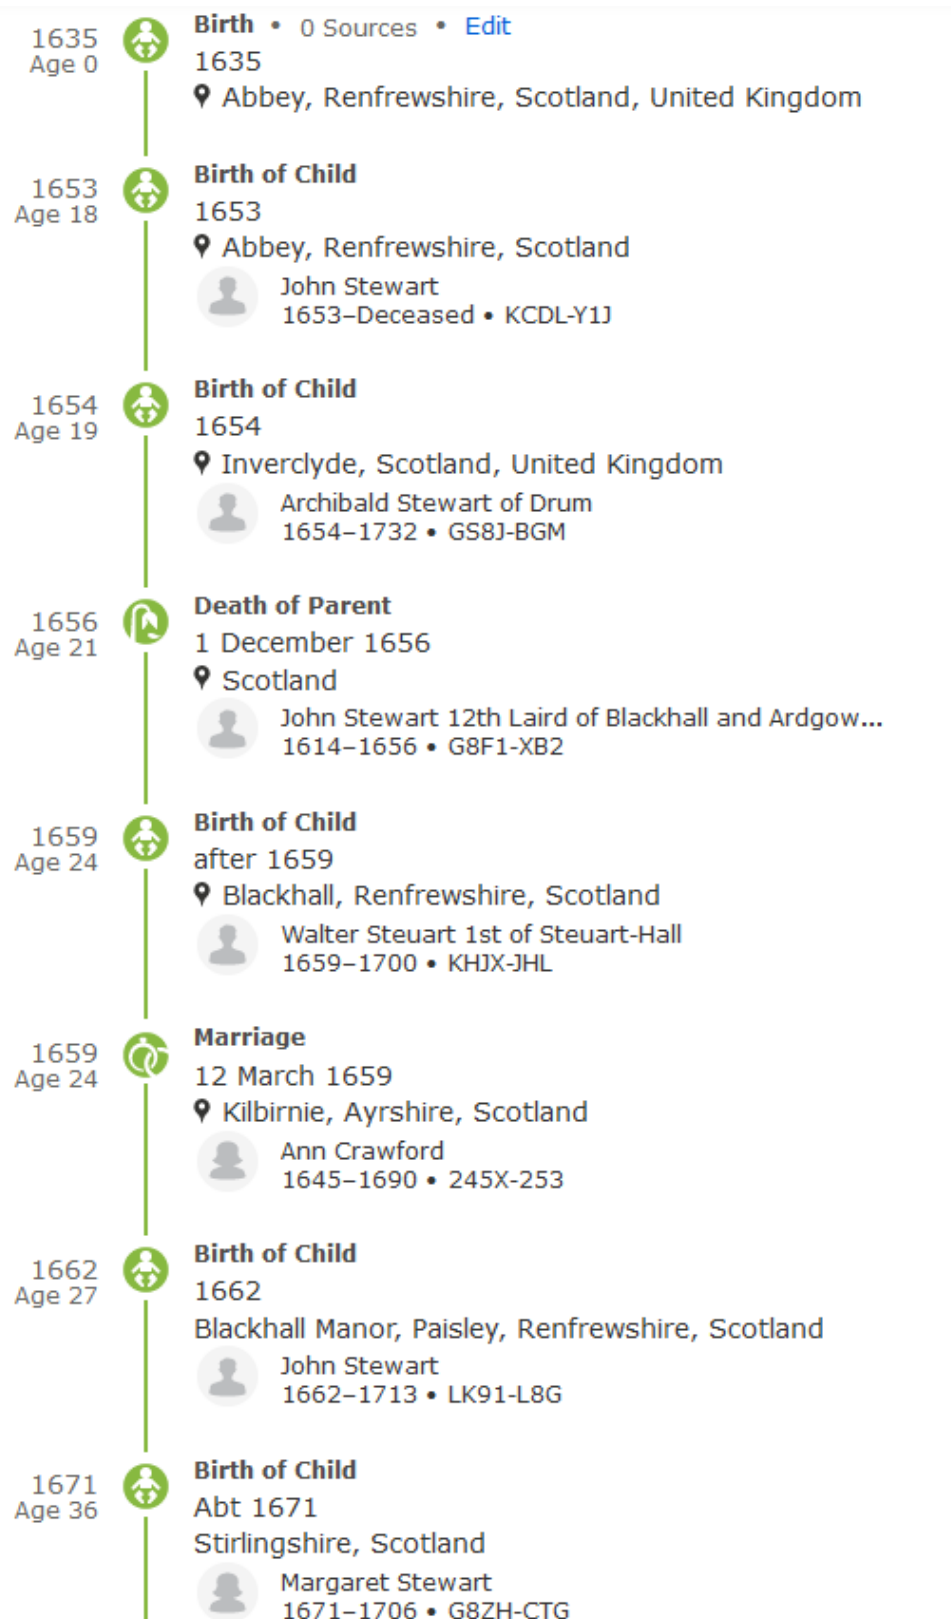 1635
Age 0
Birth • 0 Sources • Edit
1635
Abbey, Renfrewshire, Scotland, United Kingdom
1653
Age 18
Birth of Child
1653
Abbey, Renfrewshire, Scotland
John Stewart
1653–Deceased • KCDL-Y1J
1654
Age 19
Birth of Child
1654
Inverclyde, Scotland, United Kingdom
Archibald Stewart of Drum
1654–1732 • GS8J-BGM
1656
Age 21
Death of Parent
1 December 1656
Scotland
John Stewart 12th Laird of Blackhall and Ardgow...
1614–1656 • G8F1-XB2
1659
Age 24
Birth of Child
after 1659
Blackhall, Renfrewshire, Scotland
Walter Steuart 1st of Steuart-Hall
1659–1700 • KHJX-JHL
1659
Age 24
Marriage
12 March 1659
Kilbirnie, Ayrshire, Scotland
Ann Crawford
1645–1690 • 245X-253
1662
Age 27
Birth of Child
1662
Blackhall Manor, Paisley, Renfrewshire, Scotland
John Stewart
1662–1713 • LK91-L8G
1671
Age 36
Birth of Child
Abt 1671
Stirlingshire, Scotland
Margaret Stewart
1671–1706 • G8ZH-CTG